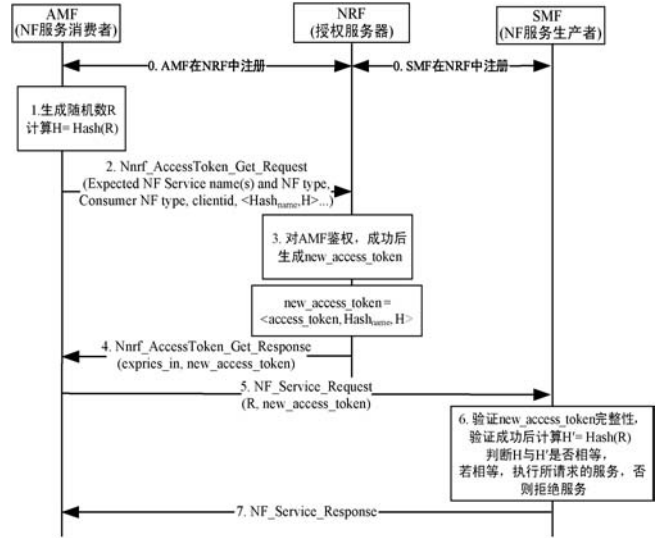 AMF
(NF服务消费者)
NRF
(授权服务器)
SMF
(NF服务生产者)
0. AMF在NRF中注册
0. SMF在NRF中注册
1.生成随机数R
计算H= Hash(R)
2. Nnrf_AccessToken_Get_Request
(Expected NF Service name(s) and NF type,
Consumer NF type, clientid, <Hashname,H>...)
3. 对AMF鉴权，成功后
生成new_access_token
new_access_token=
<access_token, Hashname, H>
4. Nnrf_AccessToken_Get_Response
(expries_in, new_access_token)
5. NF_Service_Request
(R, new_access_token)
6. 验证new_access_token完整性，
验证成功后计算H'= Hash(R)
判断H与H'是否相等，
若相等，执行所请求的服务，否
则拒绝服务
7. NF_Service_Response